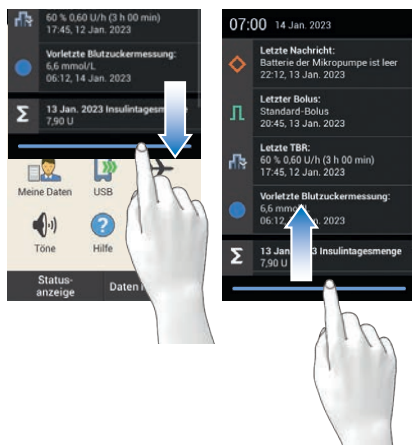 60 % 0,60 U/h (3 h 00 min)
17:45, 12 Jan. 2023
Vorletzte Blutzuckermessung:
6,6 mmol/L
06:12, 14 Jan. 2023
Σ 13 Jan. 2023 Insulintagesmenge
7,90 U
Meine Daten USB
Töne Hilfe
?
Status-
anzeige
Daten
07:00 14 Jan. 2023
Letzte Nachricht:
Batterie der Mikropumpe ist leer
22:12, 13 Jan. 2023
Letzter Bolus:
Standard-Bolus
20:45, 13 Jan. 2023
Letzte TBR:
60 % 0,60 U/h (3 h 00 min)
17:45, 12 Jan. 2023
Vorletzte Blutzuckermessung:
6,6
06:12, Jan. 2023
Σ 13 Jan Insulintagesmenge
7,90 U